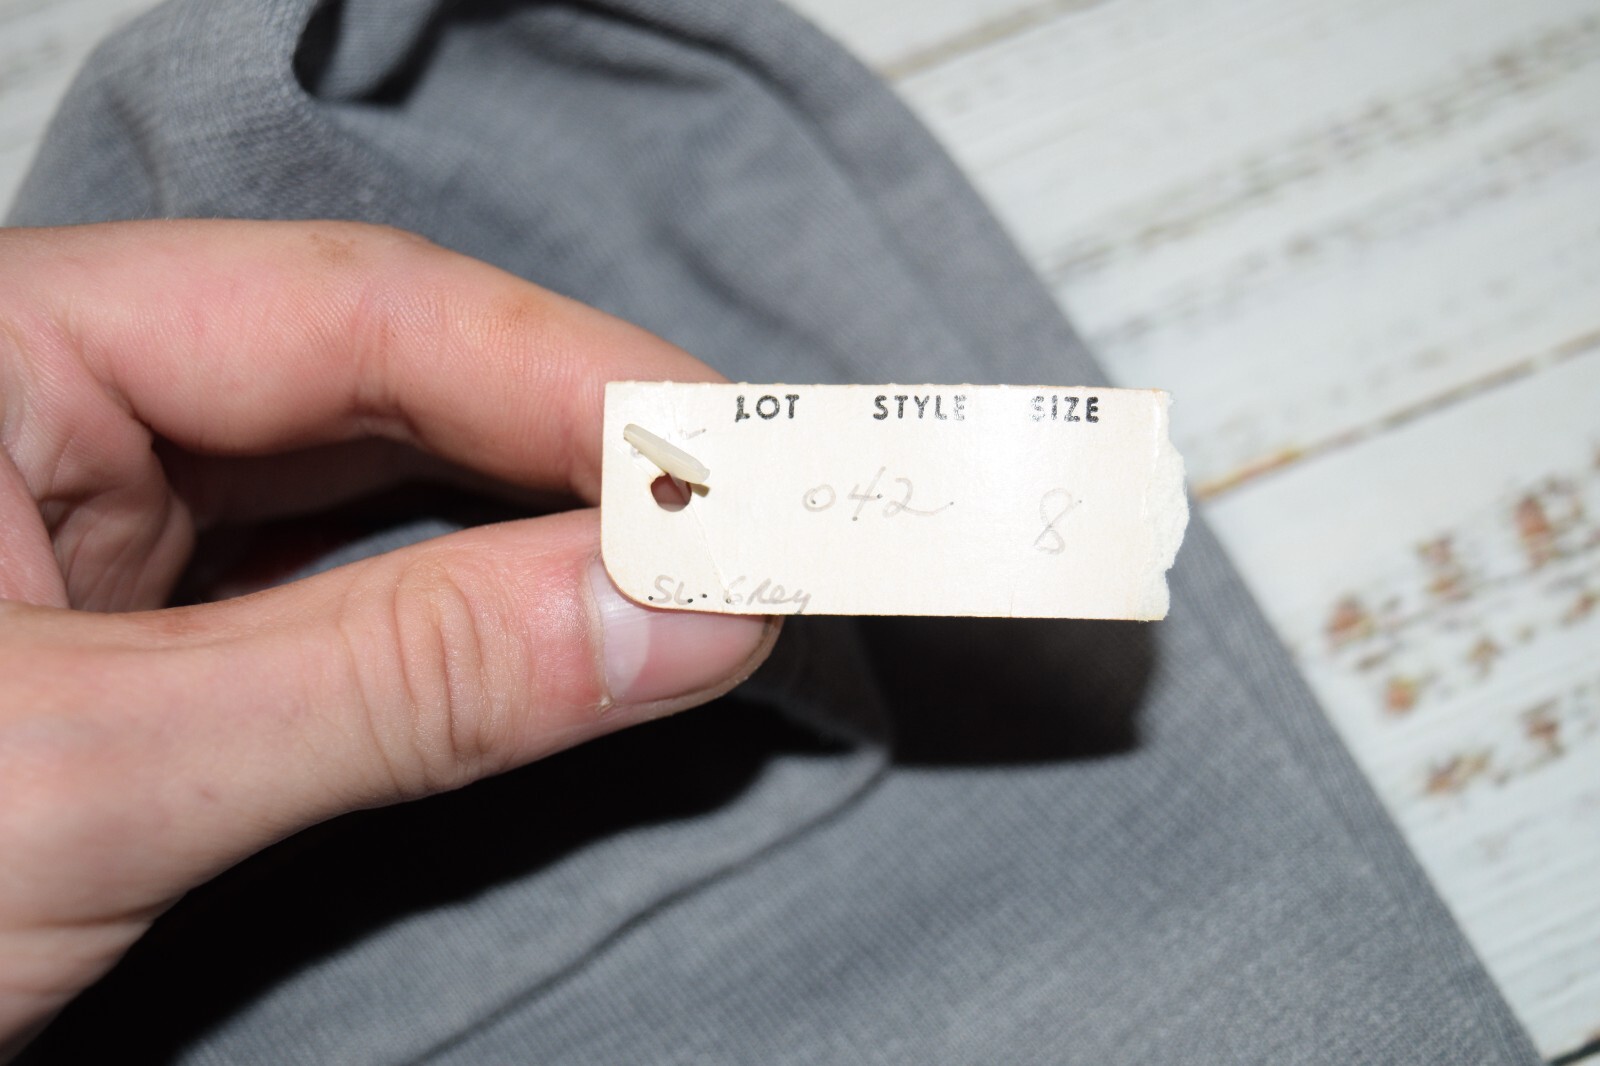 LOT STYLE SIZE
042 8
SL. Grey